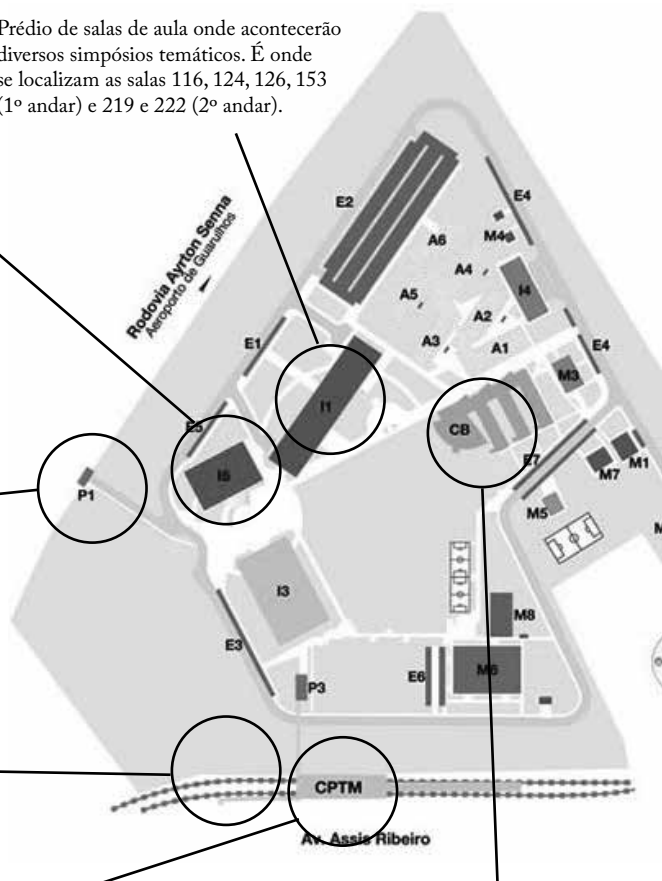 Prédio de salas de aula onde acontecerão
diversos simpósios temáticos. É onde
se localizam as salas 116, 124, 126, 153
(1º andar) e 219 e 222 (2º andar).
Rodovia Ayrton Senna
Aeroporto de Guarulhos
E2
E4
A6
M4
A4
I4
A5
A2
E1
A3
A1
E4
M3
I1
CB
E5
E7
M1
I5
M7
P1
M5
I3
M8
E3
E6
M6
P3
CPTM
Av. Assis Ribeiro